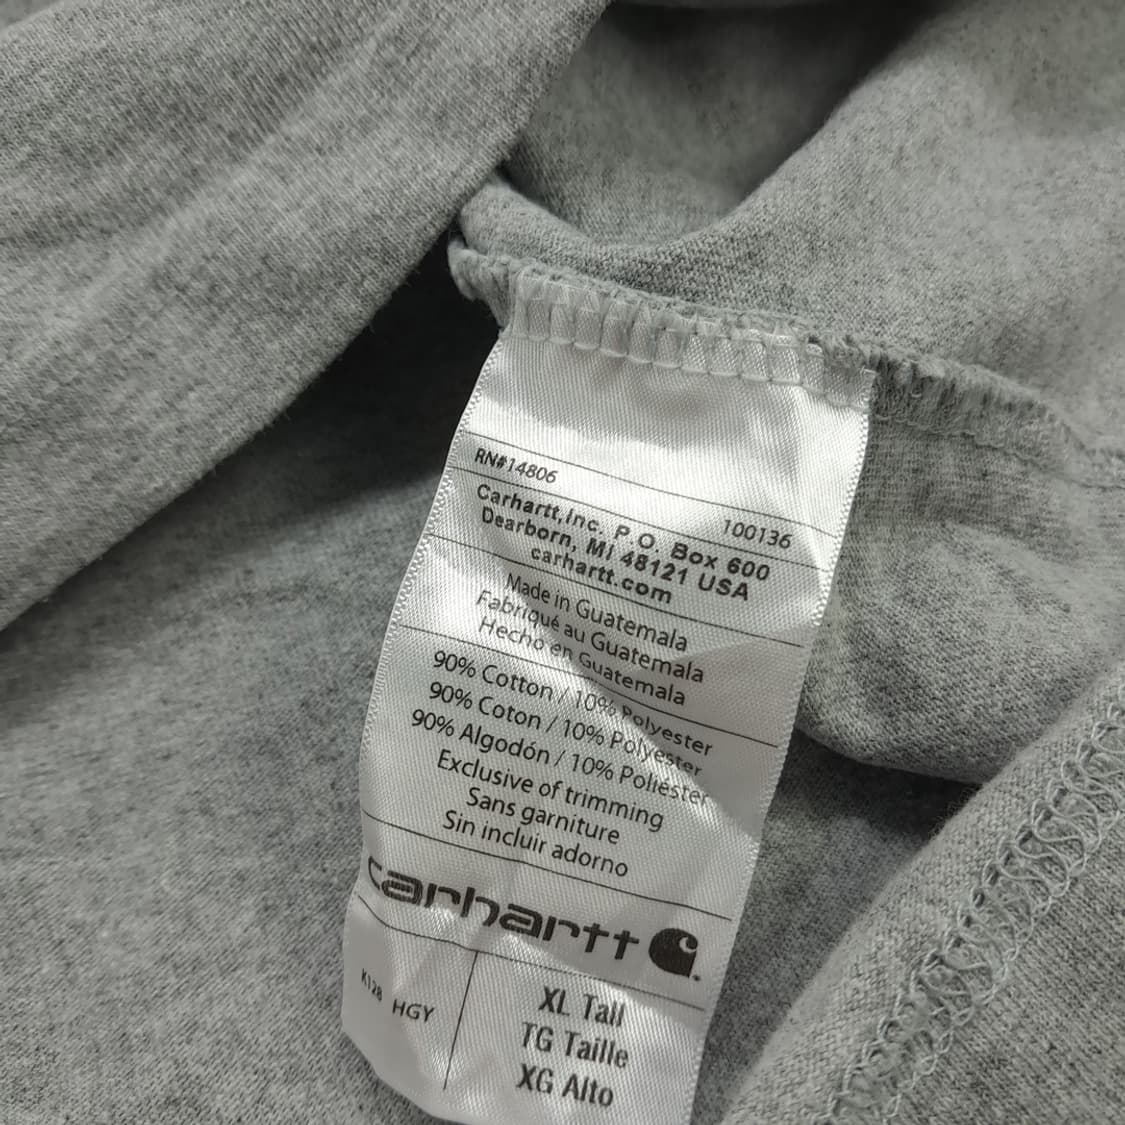 RN#14806
100136
Carhartt,Inc. P.O. Box 600
Dearborn, MI 48121 USA
carhartt.com
Made in Guatemala
Fabriqué au Guatemala
Hecho en Guatemala
90% Cotton / 10% Polyester
90% Coton / 10% Polyester
90% Algodón / 10% Poliéster
Exclusive of trimming
Sans garniture
Sin incluir adorno
carhartt
K128 HGY
XL Tall
TG Taille
XG Alto